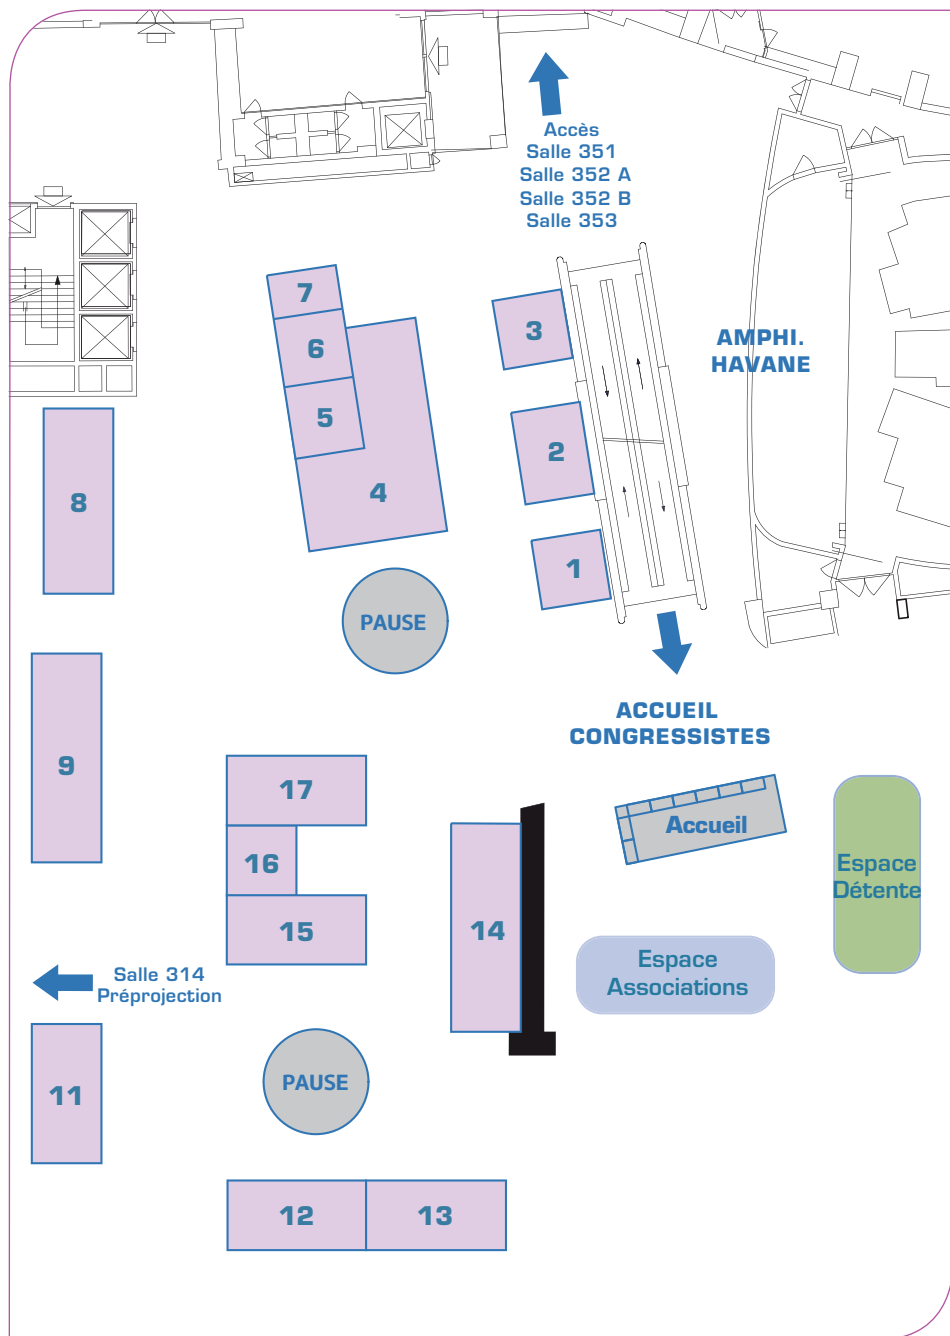 Accès
Salle 351
Salle 352 A
Salle 352 B
Salle 353
7
6
5
4
3
2
1
AMPHI.
HAVANE
8
PAUSE
9
ACCUEIL
CONGRESSISTES
17
16
15
14
Accueil
Espace
Détente
Espace
Associations
Salle 314
Préprojection
11
PAUSE
12
13